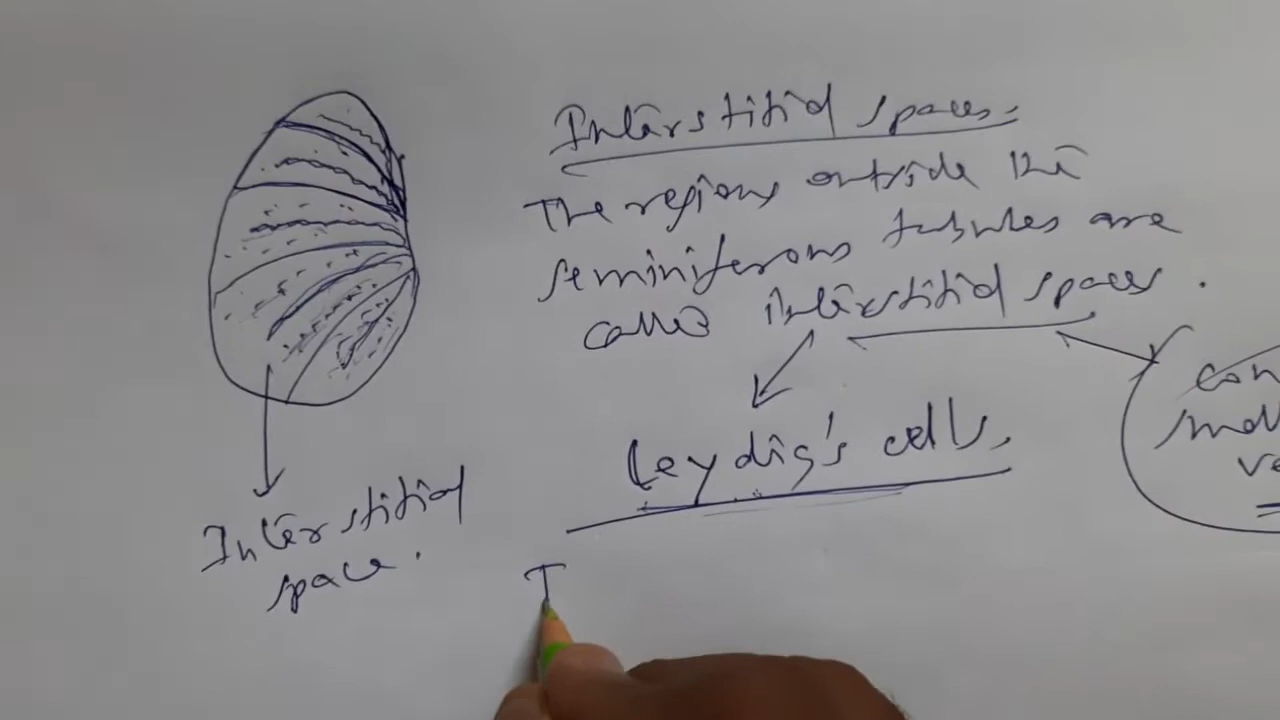 Interstitial spaces.
The regions outside the
seminiferous tubules are
called interstitial spaces.
Leydig's cells.
Interstitial
space.
T